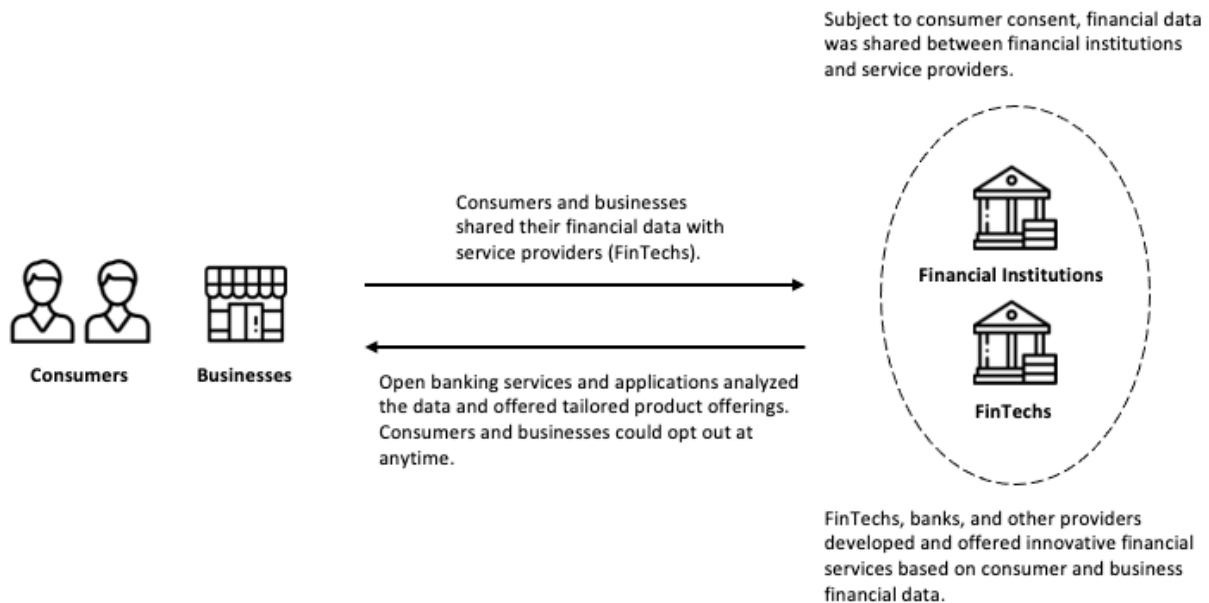 Subject to consumer consent, financial data
was shared between financial institutions
and service providers.
Consumers and businesses
shared their financial data with
service providers (FinTechs).
Financial Institutions
Consumers
Businesses
Open banking services and applications analyzed
the data and offered tailored product offerings.
Consumers and businesses could opt out at
anytime.
FinTechs
FinTechs, banks, and other providers
developed and offered innovative financial
services based on consumer and business
financial data.